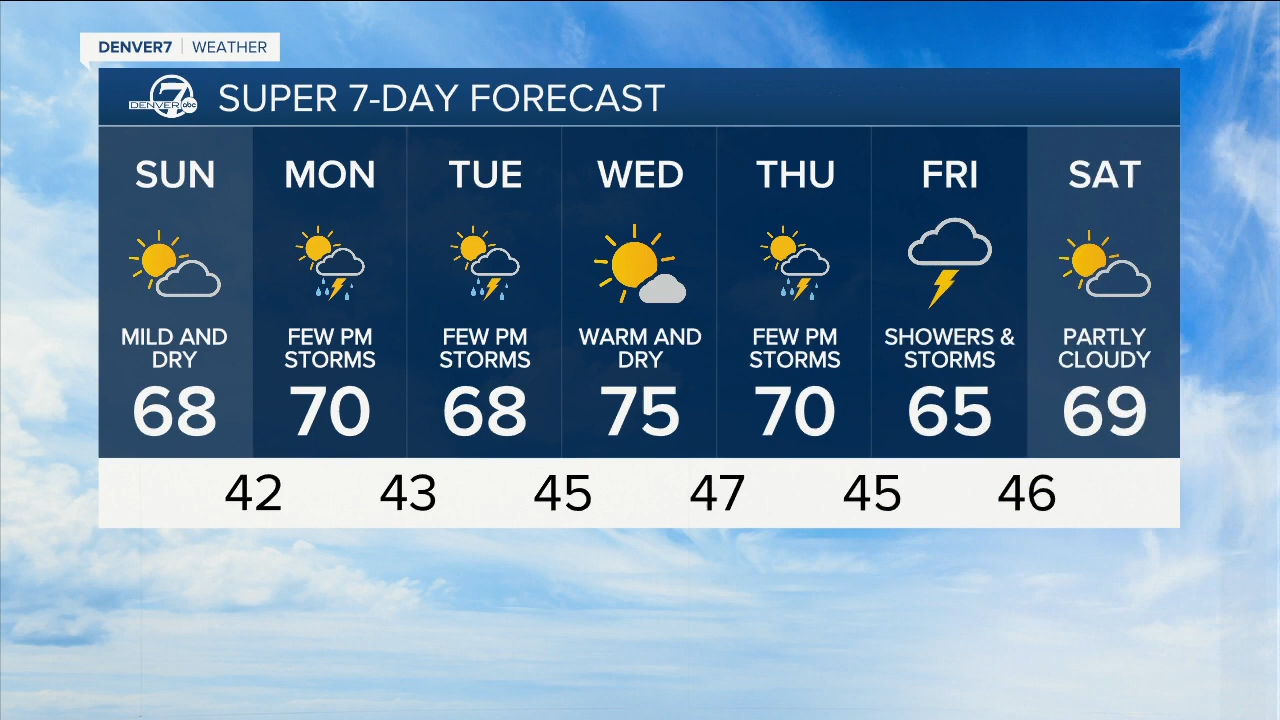 DENVER7 | WEATHER
7
DENVER abc
SUPER 7-DAY FORECAST
SUN MON TUE WED THU FRI SAT
MILD AND DRY FEW PM STORMS FEW PM STORMS WARM AND DRY FEW PM STORMS SHOWERS & STORMS PARTLY CLOUDY
68 70 68 75 70 65 69
42 43 45 47 45 46